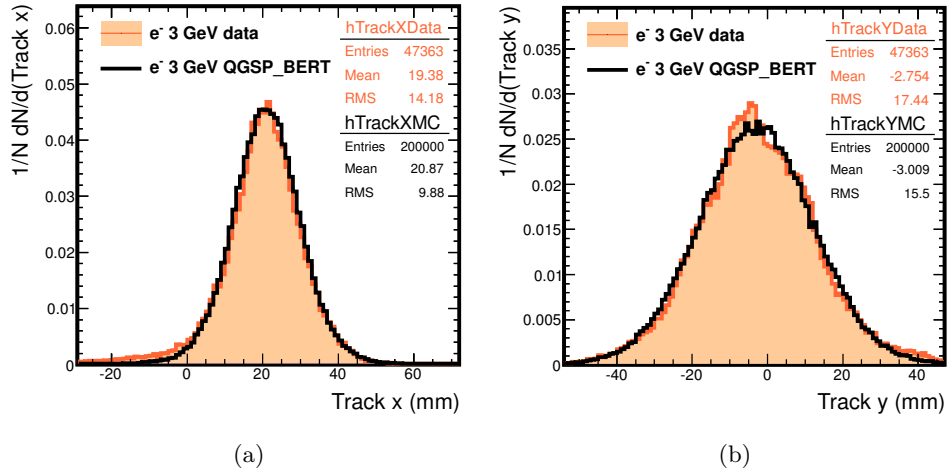 1/N dN/d(Track x)
0.06
0.05
0.04
0.03
0.02
0.01
0
e⁻ 3 GeV data
e⁻ 3 GeV QGSP_BERT
hTrackXData
Entries 47363
Mean 19.38
RMS 14.18
hTrackXMC
Entries 200000
Mean 20.87
RMS 9.88
-20 0 20 40 60
Track x (mm)
(a)
1/N dN/d(Track y)
0.035
0.03
0.025
0.02
0.015
0.01
0.005
0
e⁻ 3 GeV data
e⁻ 3 GeV QGSP_BERT
hTrackYData
Entries 47363
Mean -2.754
RMS 17.44
hTrackYMC
Entries 200000
Mean -3.009
RMS 15.5
-40 -20 0 20 40
Track y (mm)
(b)